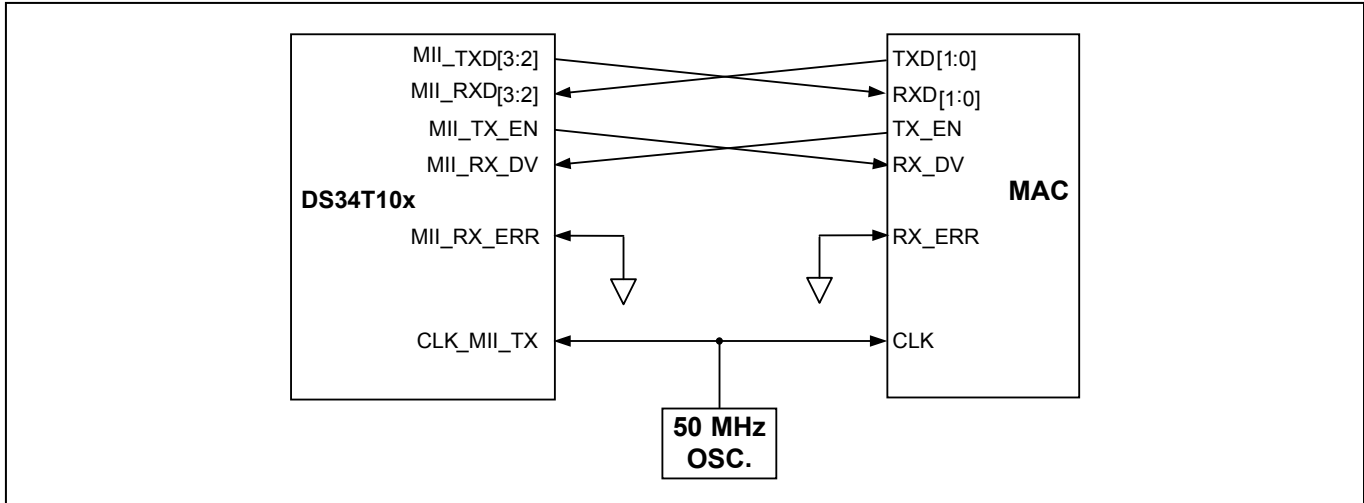 MII_TXD[3:2]
MII_RXD[3:2]
MII_TX_EN
MII_RX_DV
DS34T10x
MII_RX_ERR
CLK_MII_TX
TXD[1:0]
RXD[1:0]
TX_EN
RX_DV
MAC
RX_ERR
CLK
50 MHz
OSC.